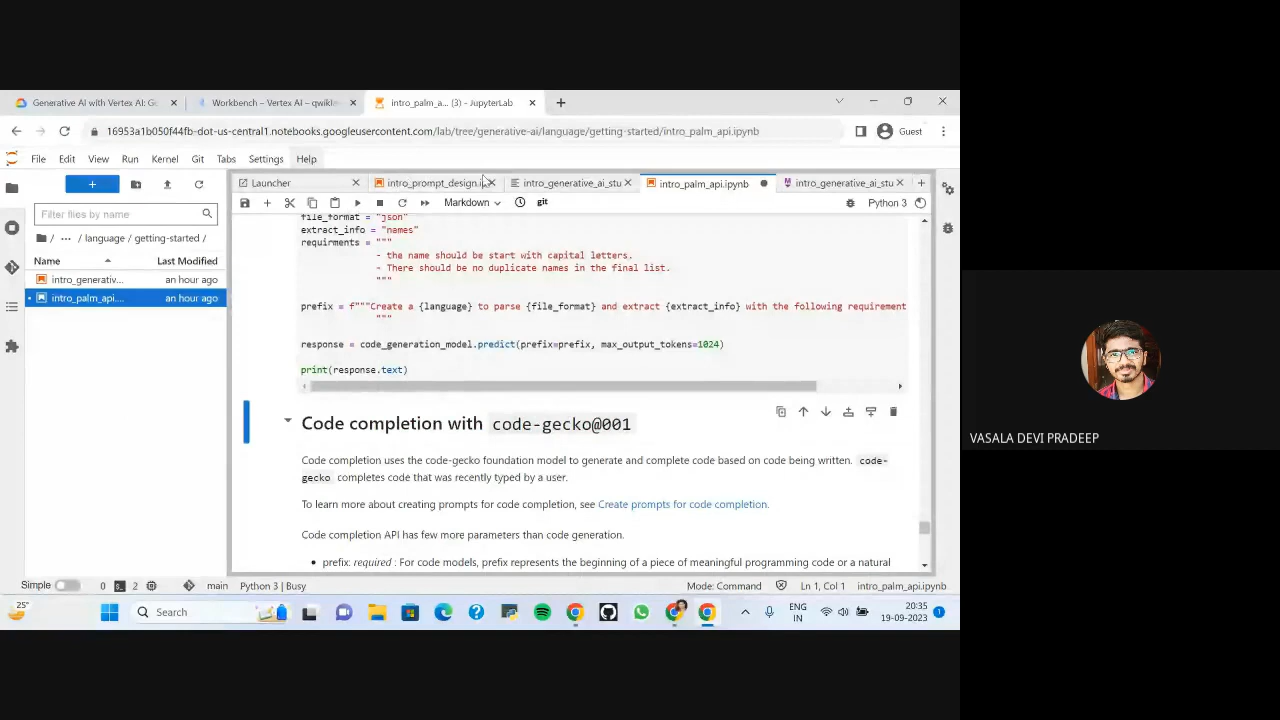 Generative AI with Vertex AI: Ge
Workbench – Vertex AI – qwikle
intro_palm_a... (3) - JupyterLab
16953a1b050f44fb-dot-us-central1.notebooks.googleusercontent.com/lab/tree/generative-ai/language/getting-started/intro_palm_api.ipynb
Guest
File Edit View Run Kernel Git Tabs Settings Help
Launcher
intro_prompt_design.i
intro_generative_ai_stu
intro_palm_api.ipynb
intro_generative_ai_stu
Markdown
git
Python 3
Filter files by name
/ ... / language / getting-started /
Name Last Modified
intro_generativ... an hour ago
intro_palm_api.... an hour ago
file_format = "json"
extract_info = "names"
requirments = """
- the name should be start with capital letters.
- There should be no duplicate names in the final list.
"""
prefix = f"""Create a {language} to parse {file_format} and extract {extract_info} with the following requirement
"""
response = code_generation_model.predict(prefix=prefix, max_output_tokens=1024)
print(response.text)
Code completion with code-gecko@001
Code completion uses the code-gecko foundation model to generate and complete code based on code being written. code-
gecko completes code that was recently typed by a user.
To learn more about creating prompts for code completion, see Create prompts for code completion.
Code completion API has few more parameters than code generation.
• prefix: required : For code models, prefix represents the beginning of a piece of meaningful programming code or a natural
Simple 0 2 main Python 3 | Busy Mode: Command Ln 1, Col 1 intro_palm_api.ipynb
25°
Search
ENG
IN
20:35
19-09-2023
1
VASALA DEVI PRADEEP